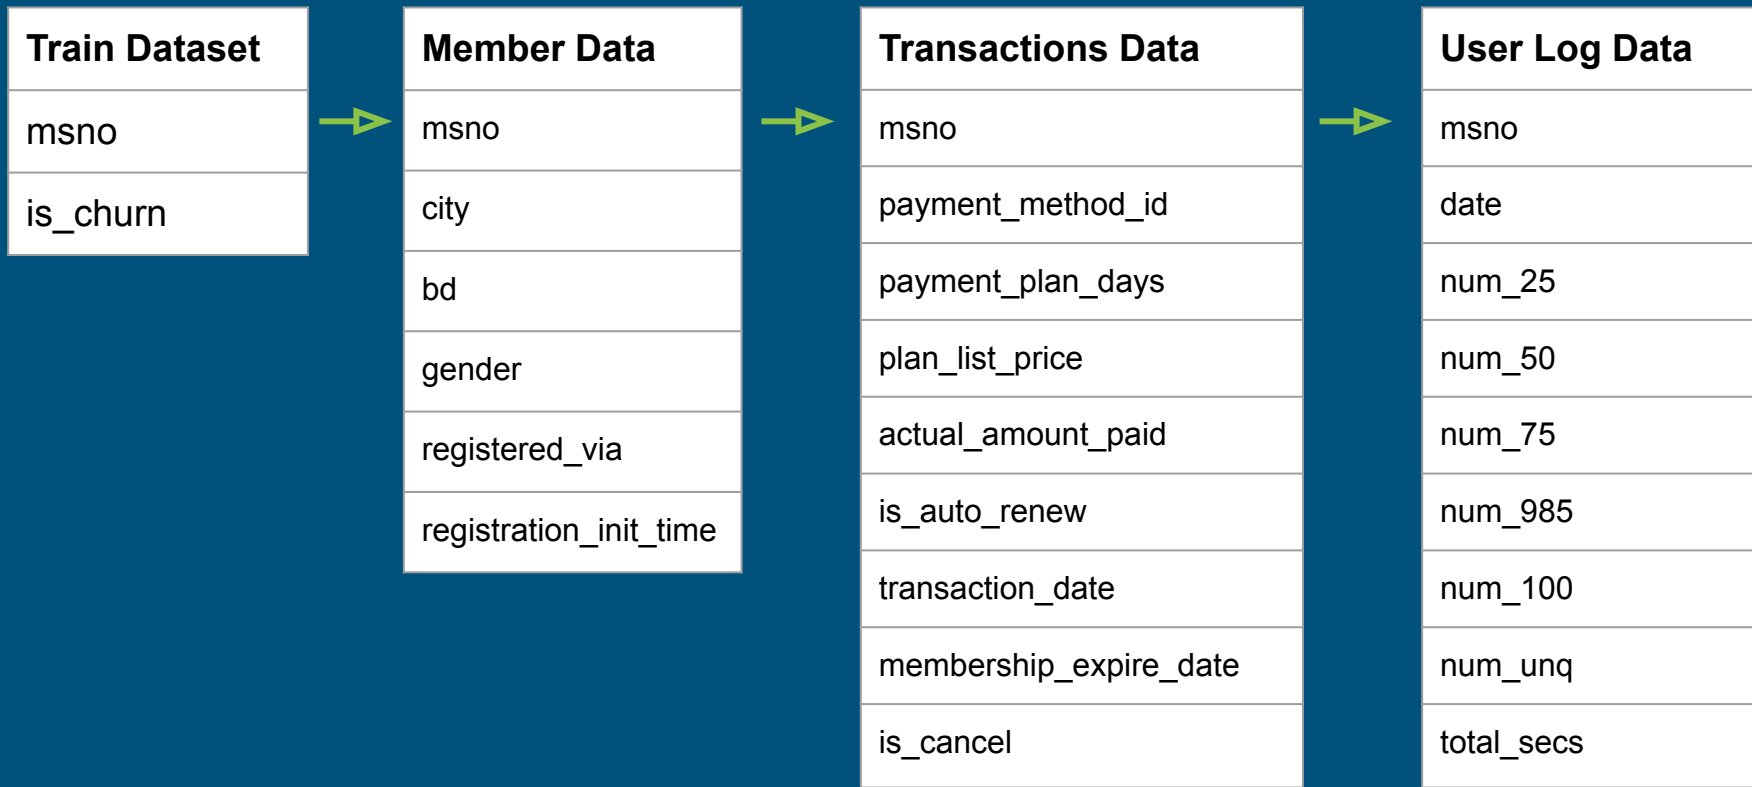 Train Dataset
msno
is_churn
Member Data
msno
city
bd
gender
registered_via
registration_init_time
Transactions Data
msno
payment_method_id
payment_plan_days
plan_list_price
actual_amount_paid
is_auto_renew
transaction_date
membership_expire_date
is_cancel
User Log Data
msno
date
num_25
num_50
num_75
num_985
num_100
num_unq
total_secs